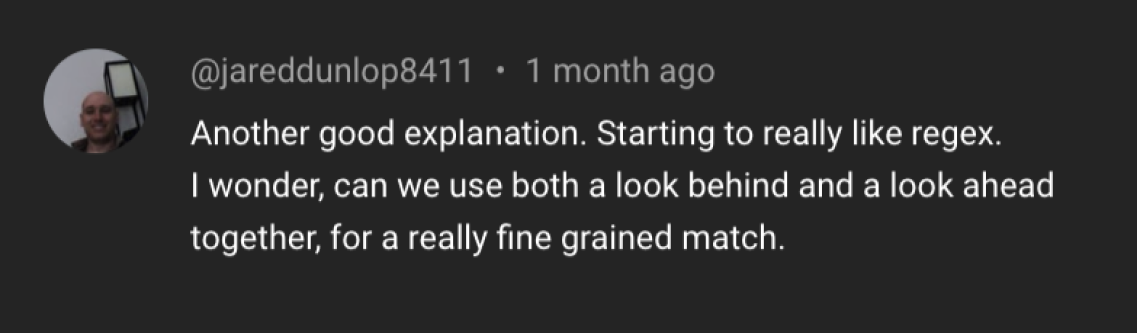 @jareddunlop8411 • 1 month ago
Another good explanation. Starting to really like regex.
I wonder, can we use both a look behind and a look ahead
together, for a really fine grained match.